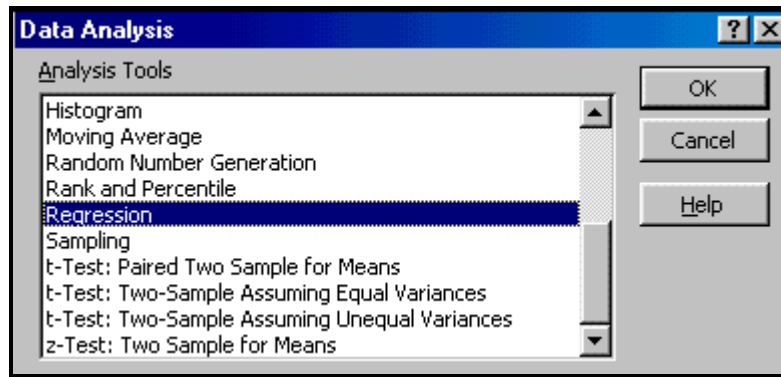 Data Analysis
Analysis Tools
Histogram
Moving Average
Random Number Generation
Rank and Percentile
Regression
Sampling
t-Test: Paired Two Sample for Means
t-Test: Two-Sample Assuming Equal Variances
t-Test: Two-Sample Assuming Unequal Variances
z-Test: Two Sample for Means
OK
Cancel
Help